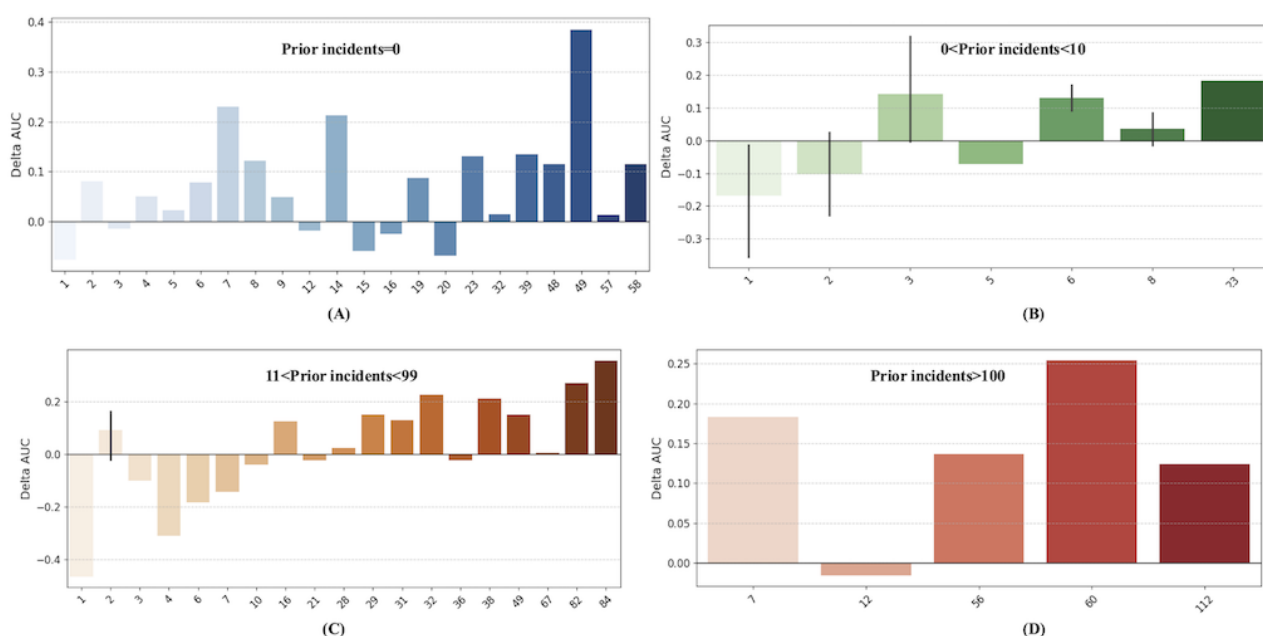 0.4
0.3
0.2
0.1
0.0
Delta AUC
Prior incidents=0
1 2 3 4 5 6 7 8 9 12 14 15 16 19 20 23 32 39 48 49 57 58
(A)
0.3
0.2
0.1
0.0
−0.1
−0.2
−0.3
Delta AUC
0<Prior incidents<10
1 2 3 5 6 8 23
(B)
0.2
0.0
−0.2
−0.4
Delta AUC
11<Prior incidents<99
1 2 3 4 6 7 10 16 21 28 29 31 32 36 38 49 67 82 84
(C)
0.25
0.20
0.15
0.10
0.05
0.00
Delta AUC
Prior incidents>100
7 12 56 60 112
(D)